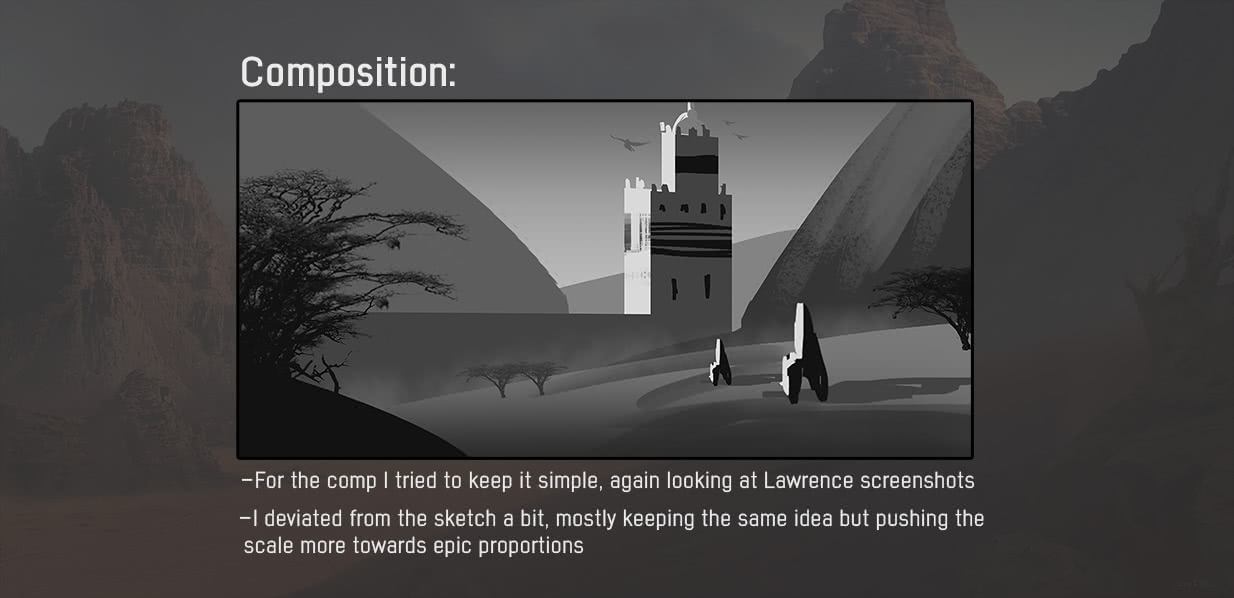 Composition:
–For the comp I tried to keep it simple, again looking at Lawrence screenshots
–I deviated from the sketch a bit, mostly keeping the same idea but pushing the
scale more towards epic proportions